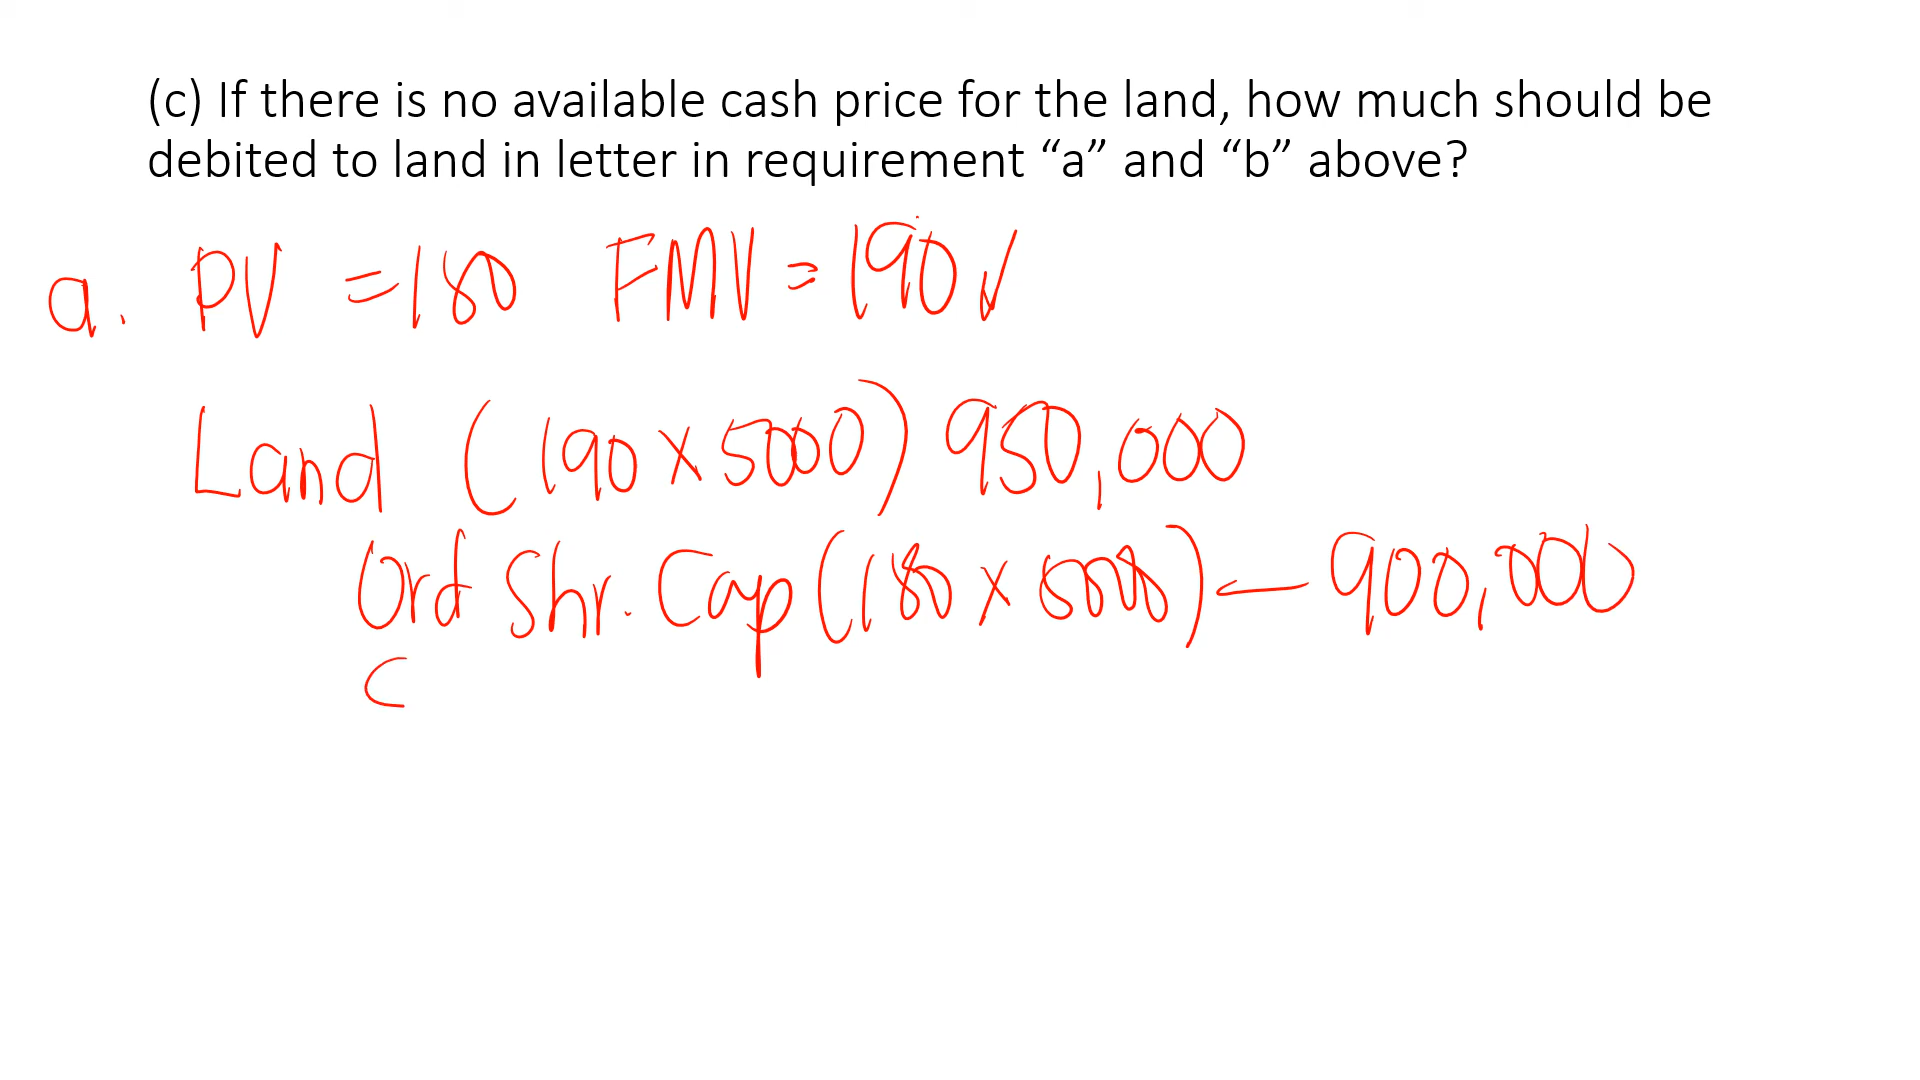 (c) If there is no available cash price for the land, how much should be
debited to land in letter in requirement “a” and “b” above?
a. PV = 180 FMV = 190 ✓
Land (190 x 5000) 950,000
Ord Shr. Cap (180 x 5000) — 900,000
C